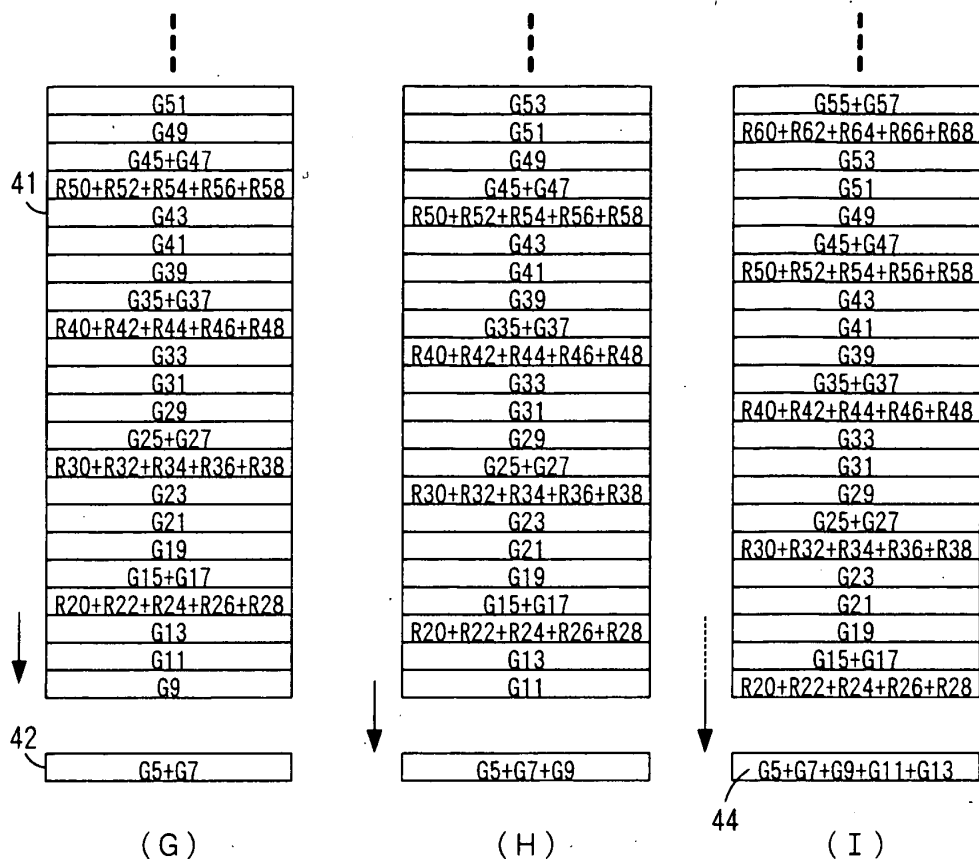 G51
G49
G45+G47
41
R50+R52+R54+R56+R58
G43
G41
G39
G35+G37
R40+R42+R44+R46+R48
G33
G31
G29
G25+G27
R30+R32+R34+R36+R38
G23
G21
G19
G15+G17
R20+R22+R24+R26+R28
G13
G11
G9
42
G5+G7
(G)
G53
G51
G49
G45+G47
R50+R52+R54+R56+R58
G43
G41
G39
G35+G37
R40+R42+R44+R46+R48
G33
G31
G29
G25+G27
R30+R32+R34+R36+R38
G23
G21
G19
G15+G17
R20+R22+R24+R26+R28
G13
G11
G5+G7+G9
(H)
G55+G57
R60+R62+R64+R66+R68
G53
G51
G49
G45+G47
R50+R52+R54+R56+R58
G43
G41
G39
G35+G37
R40+R42+R44+R46+R48
G33
G31
G29
G25+G27
R30+R32+R34+R36+R38
G23
G21
G19
G15+G17
R20+R22+R24+R26+R28
G5+G7+G9+G11+G13
44
(I)